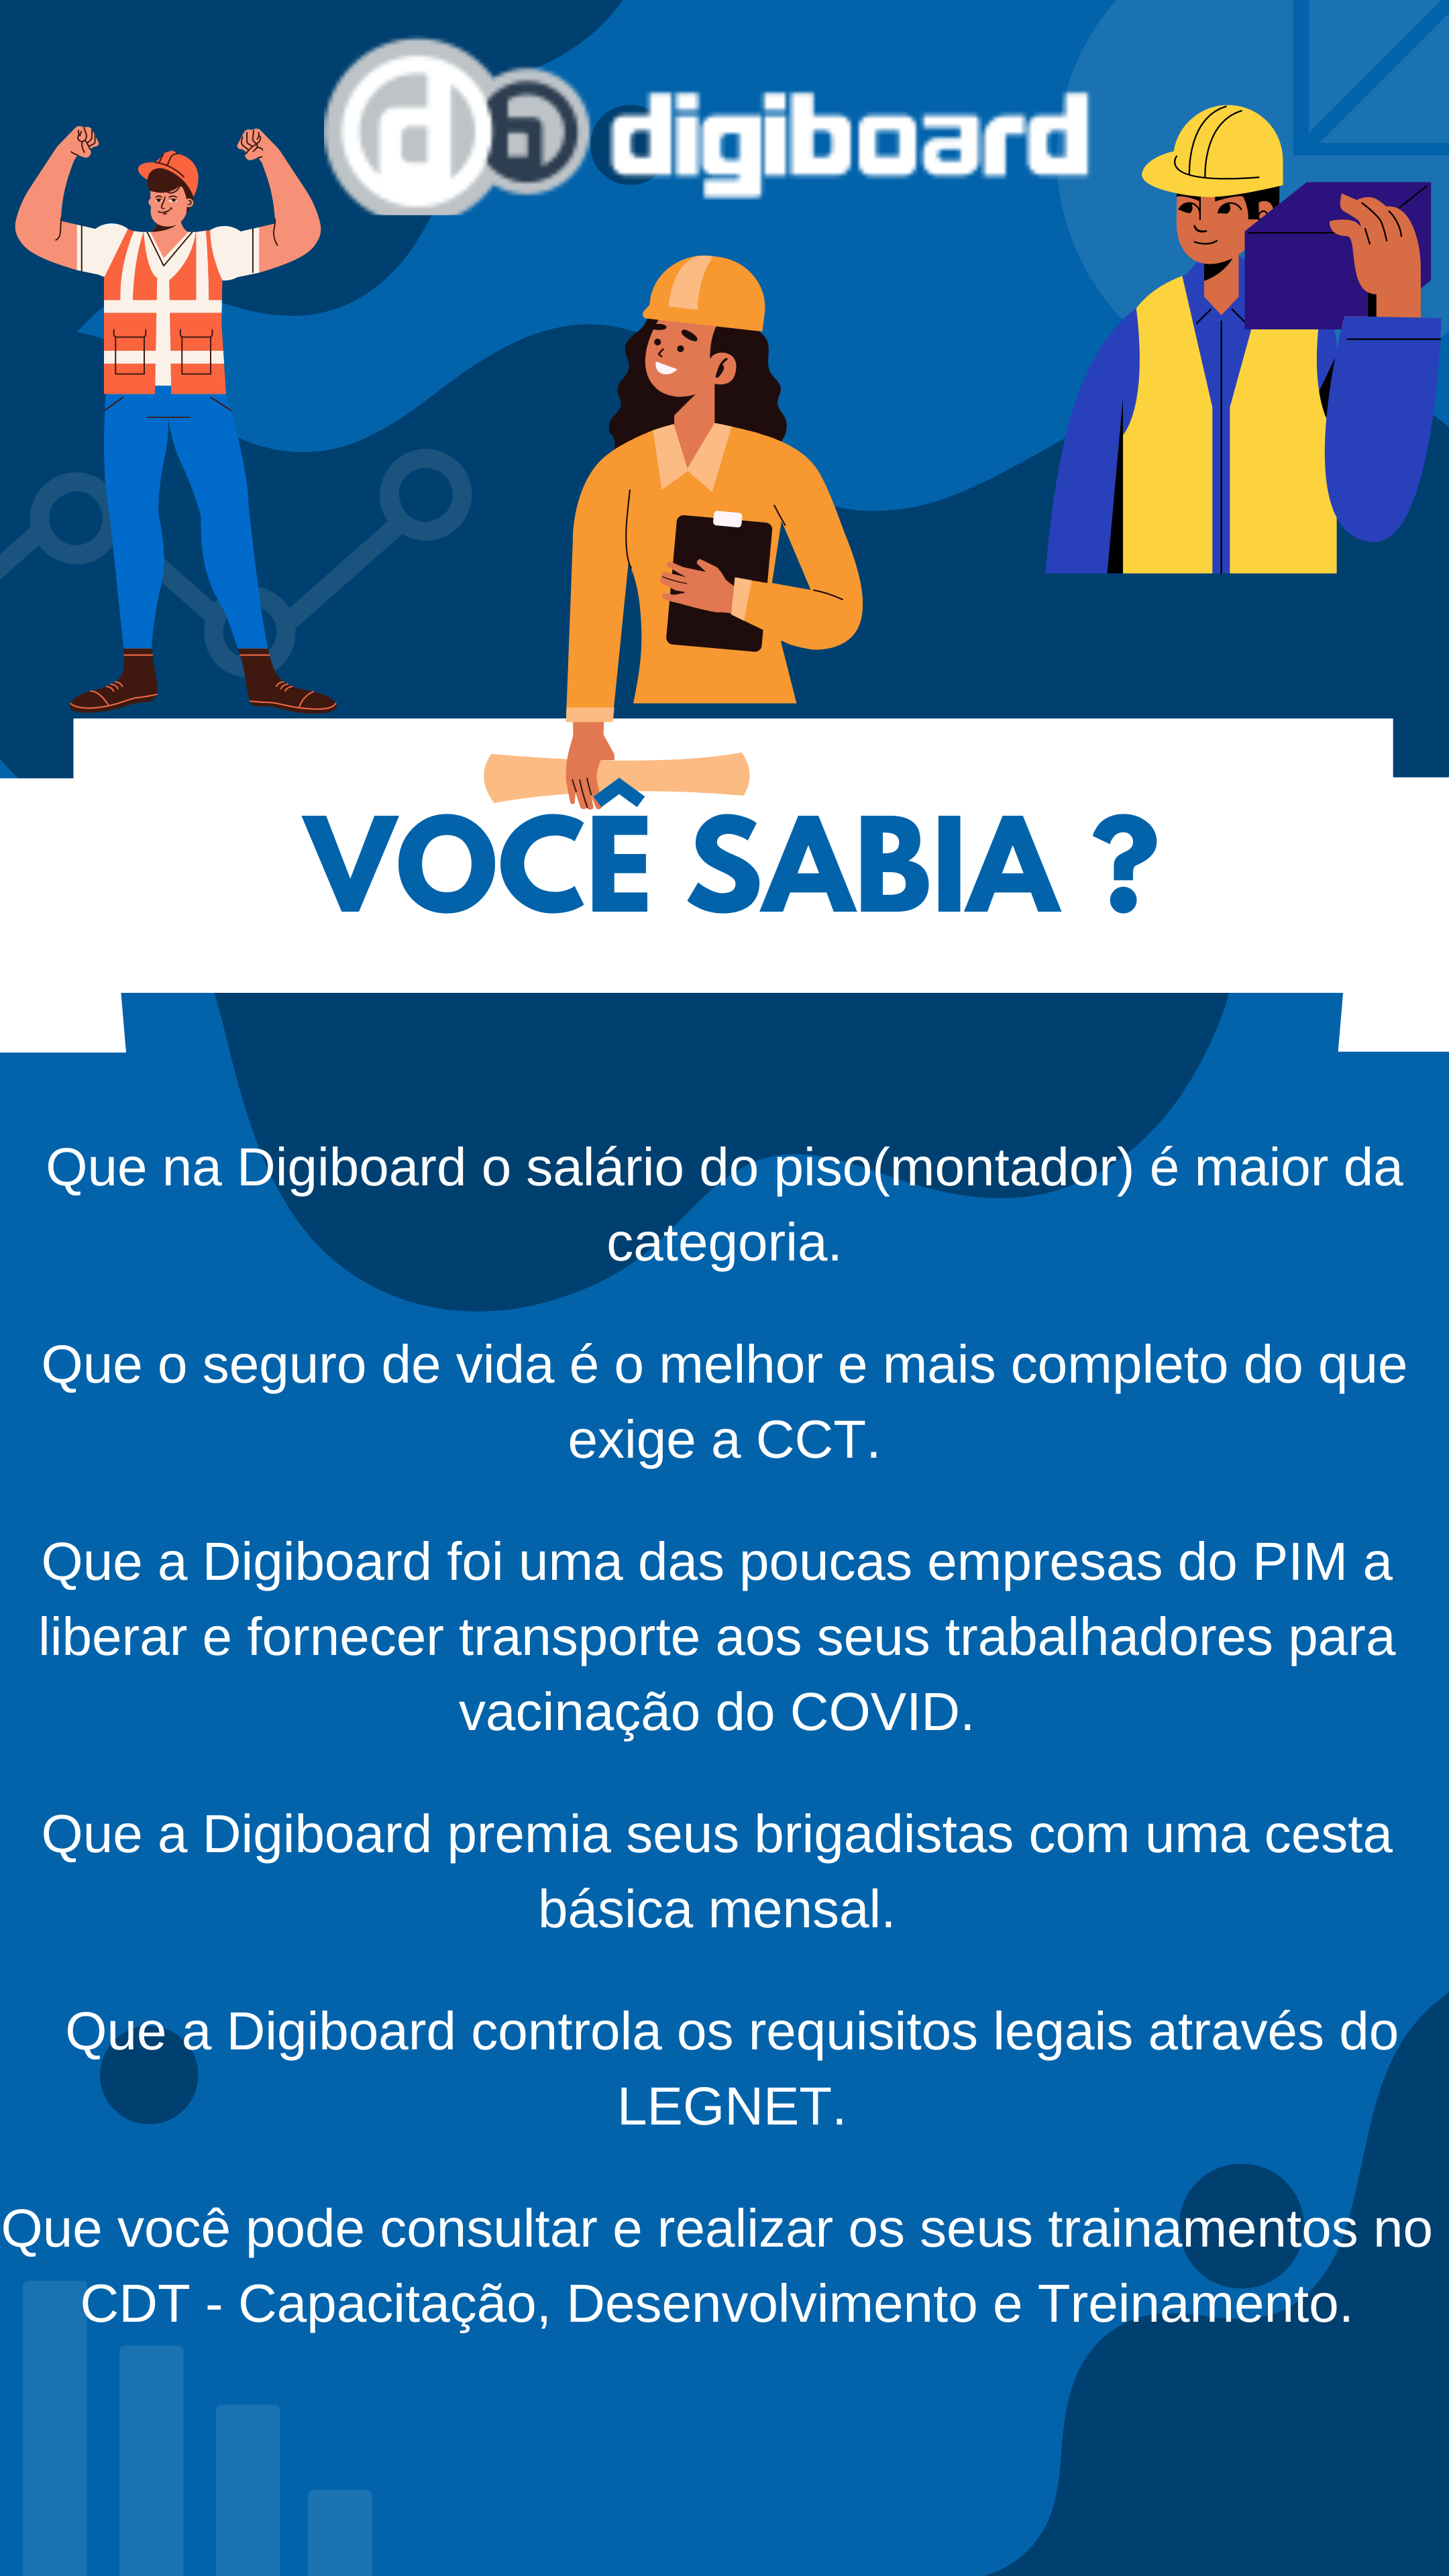 digiboard
VOCÊ SABIA ?
Que na Digiboard o salário do piso(montador) é maior da
categoria.
Que o seguro de vida é o melhor e mais completo do que
exige a CCT.
Que a Digiboard foi uma das poucas empresas do PIM a
liberar e fornecer transporte aos seus trabalhadores para
vacinação do COVID.
Que a Digiboard premia seus brigadistas com uma cesta
básica mensal.
Que a Digiboard controla os requisitos legais através do
LEGNET.
Que você pode consultar e realizar os seus trainamentos no
CDT - Capacitação, Desenvolvimento e Treinamento.